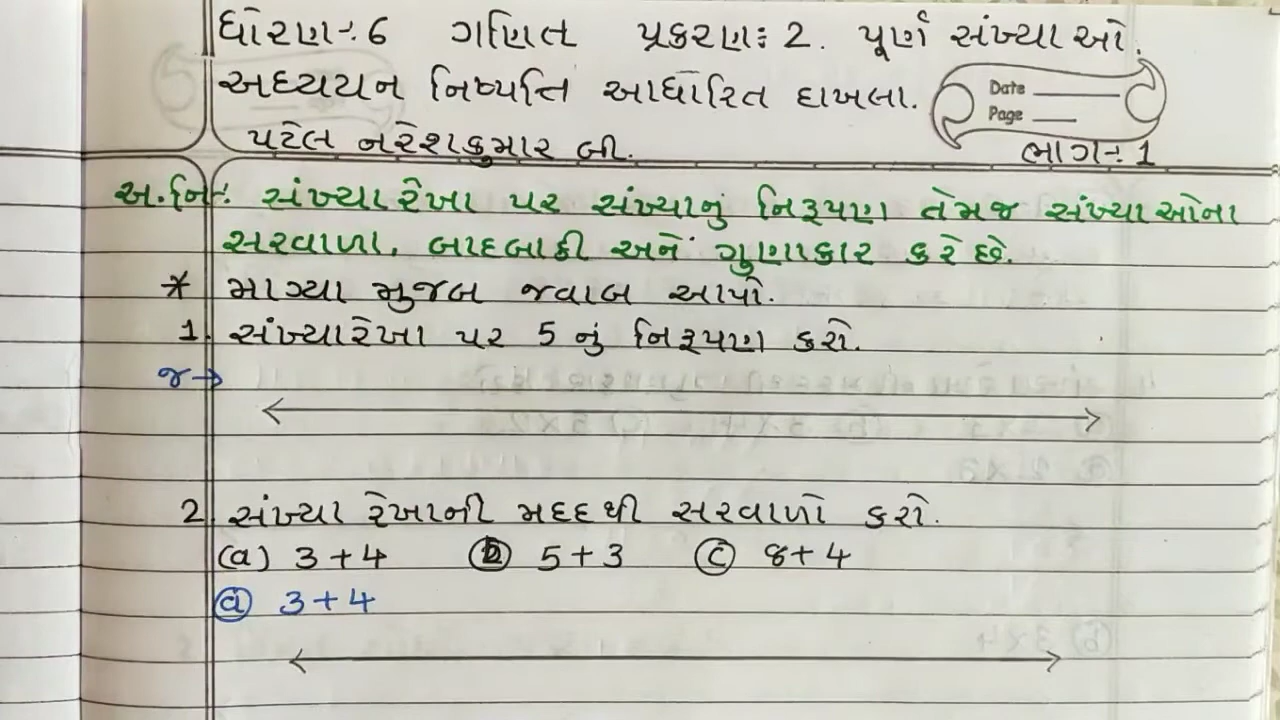 ધોરણ:- 6 ગણિત પ્રકરણ: 2. પૂર્ણ સંખ્યાઓ.
અધ્યયન નિષ્પત્તિ આધારિત દાખલા.
Date
Page
પટેલ નરેશકુમાર બી.
ભાગ:- 1
અ.નિ:- સંખ્યારેખા પર સંખ્યાનું નિરૂપણ તેમજ સંખ્યાઓના
સરવાળા, બાદબાકી અને ગુણાકાર કરે છે.
* માગ્યા મુજબ જવાબ આપો.
1. સંખ્યારેખા પર 5 નું નિરૂપણ કરો.
જ→
2 સંખ્યા રેખાની મદદથી સરવાળો કરો.
(a) 3+4 (b) 5+3 (c) 8+4
(a) 3+4